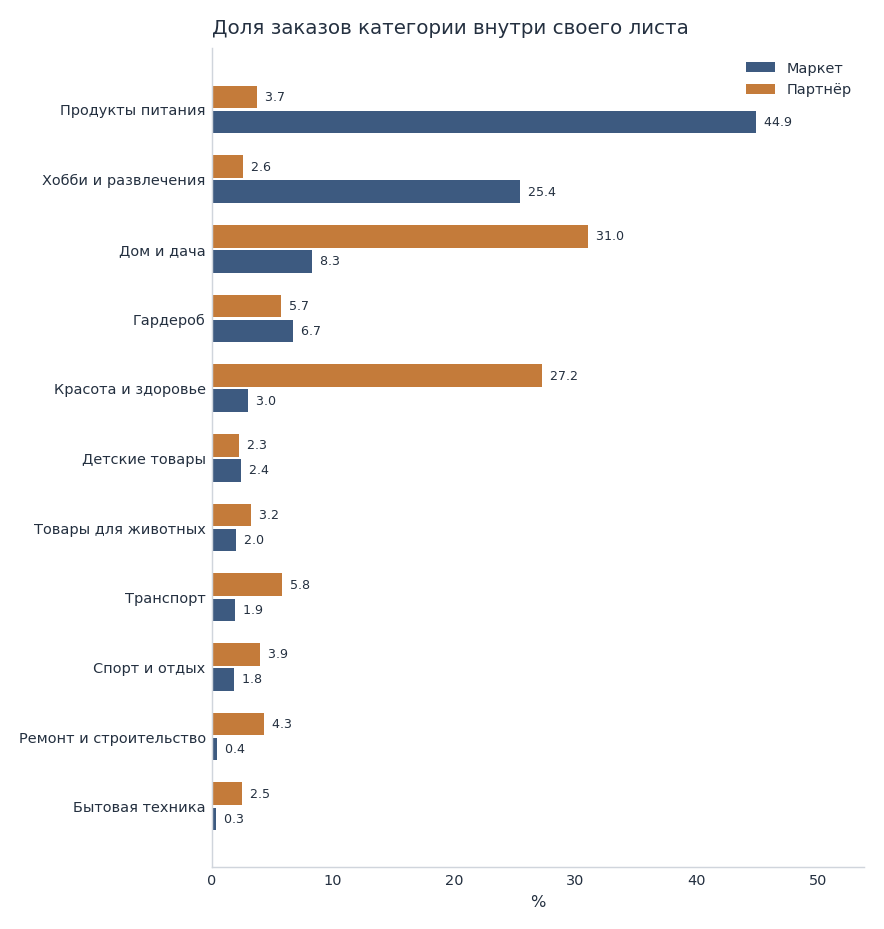 Доля заказов категории внутри своего листа
Маркет
Партнёр
Продукты питания
3.7
44.9
Хобби и развлечения
2.6
25.4
Дом и дача
31.0
8.3
Гардероб
5.7
6.7
Красота и здоровье
27.2
3.0
Детские товары
2.3
2.4
Товары для животных
3.2
2.0
Транспорт
5.8
1.9
Спорт и отдых
3.9
1.8
Ремонт и строительство
4.3
0.4
Бытовая техника
2.5
0.3
0 10 20 30 40 50
%